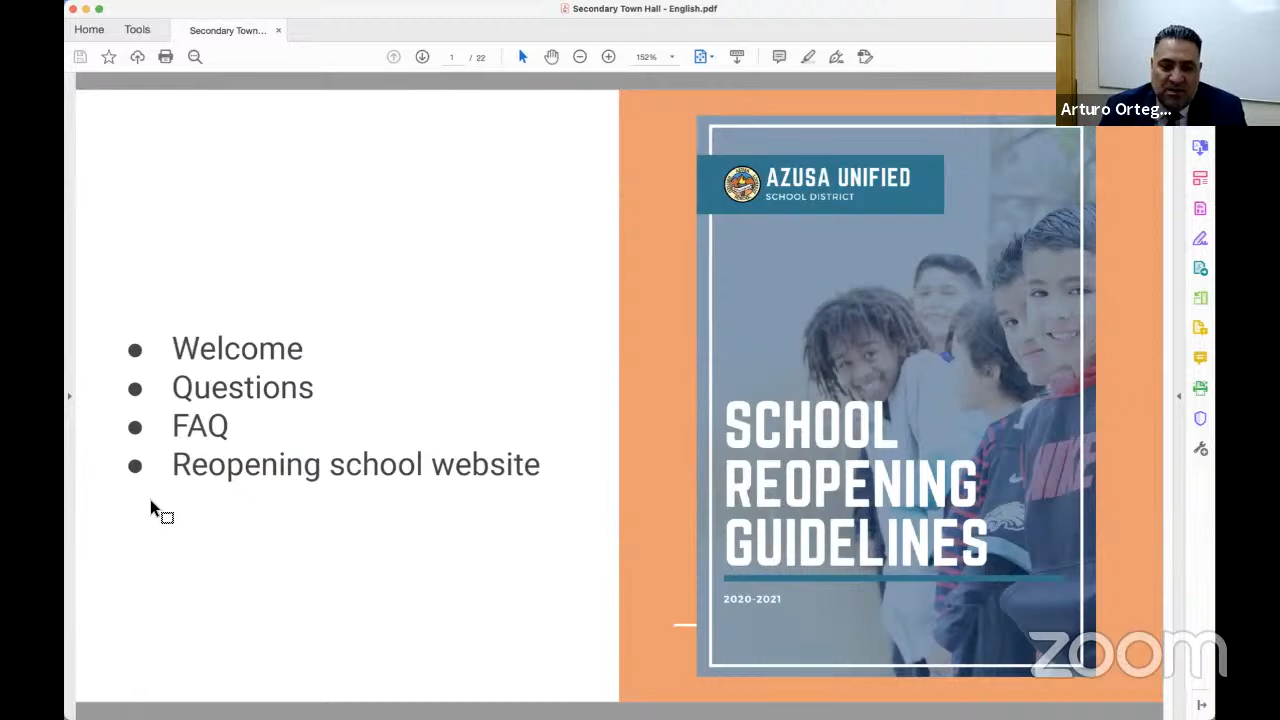 Secondary Town Hall - English.pdf
Home
Tools
Secondary Town...
1 / 22
152%
Arturo Orteg...
AZUSA UNIFIED
SCHOOL DISTRICT
Welcome
Questions
FAQ
Reopening school website
SCHOOL
REOPENING
GUIDELINES
2020-2021
zoom